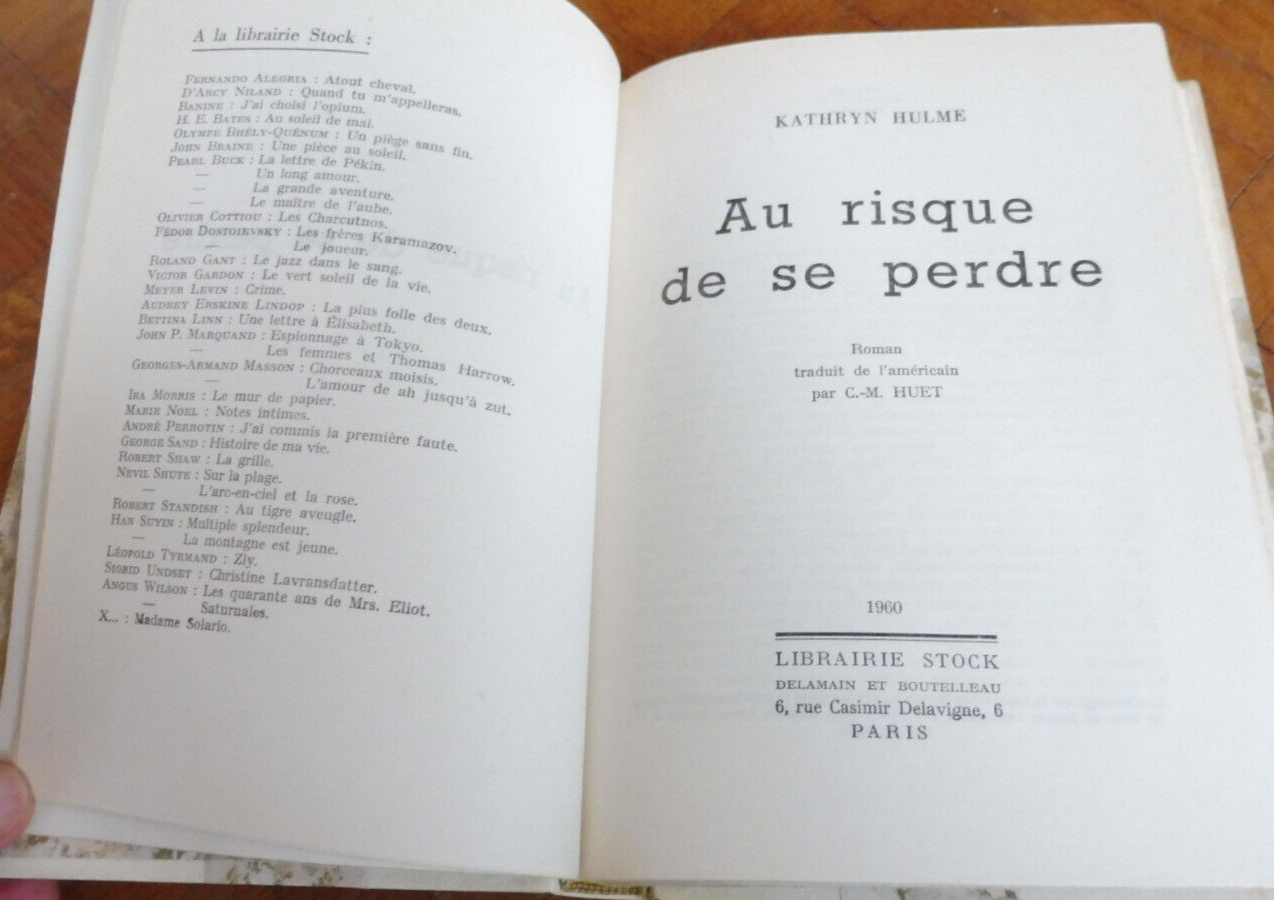 A la librairie Stock :
FERNANDO ALEGRIA : Atout cheval.
D'ARCY NILAND : Quand tu m'appelleras.
BANINE : J'ai choisi l'opium.
H. E. BATES : Au soleil de mai.
OLYMPE BHÊLY-QUÉNUM : Un piège sans fin.
JOHN BRAINE : Une pièce au soleil.
PEARL BUCK : La lettre de Pékin.
— Un long amour.
— La grande aventure.
— Le maître de l'aube.
OLIVIER COTTIOU : Les Charcutnos.
FÉDOR DOSTOIEVSKY : Les frères Karamazov.
— Le joueur.
ROLAND GANT : Le jazz dans le sang.
VICTOR GARDON : Le vert soleil de la vie.
MEYER LEVIN : Crime.
AUDREY ERSKINE LINDOP : La plus folle des deux.
BETTINA LINN : Une lettre à Élisabeth.
JOHN P. MARQUAND : Espionnage à Tokyo.
— Les femmes et Thomas Harrow.
GEORGES-ARMAND MASSON : Chorceaux moisis.
— L'amour de ah jusqu'à zut.
IRA MORRIS : Le mur de papier.
MARIE NOEL : Notes intimes.
ANDRÉ PERROTIN : J'ai commis la première faute.
GEORGE SAND : Histoire de ma vie.
ROBERT SHAW : La grille.
NEVIL SHUTE : Sur la plage.
— L'arc-en-ciel et la rose.
ROBERT STANDISH : Au tigre aveugle.
HAN SUYIN : Multiple splendeur.
— La montagne est jeune.
LÉOPOLD TYRMAND : Zly.
SIGRID UNDSET : Christine Lavransdatter.
ANGUS WILSON : Les quarante ans de Mrs. Eliot.
— Saturnales.
X... : Madame Solario.
KATHRYN HULME
Au risque
de se perdre
Roman
traduit de l'américain
par C.-M. HUET
1960
LIBRAIRIE STOCK
DELAMAIN ET BOUTELLEAU
6, rue Casimir Delavigne, 6
PARIS